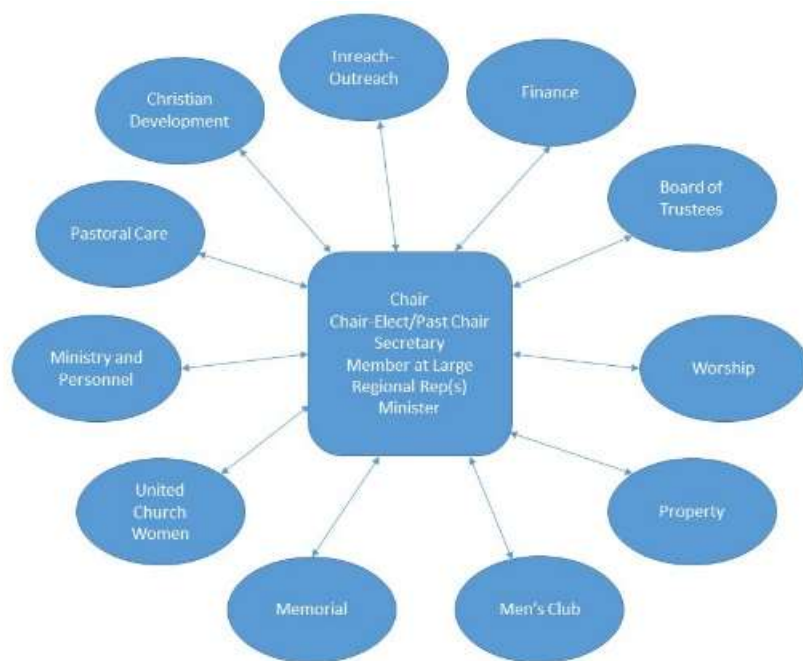 Inreach-
Outreach
Finance
Christian
Development
Board of
Trustees
Pastoral Care
Chair
Chair-Elect/Past Chair
Secretary
Member at Large
Regional Rep(s)
Minister
Ministry and
Personnel
Worship
United
Church
Women
Property
Memorial
Men's Club